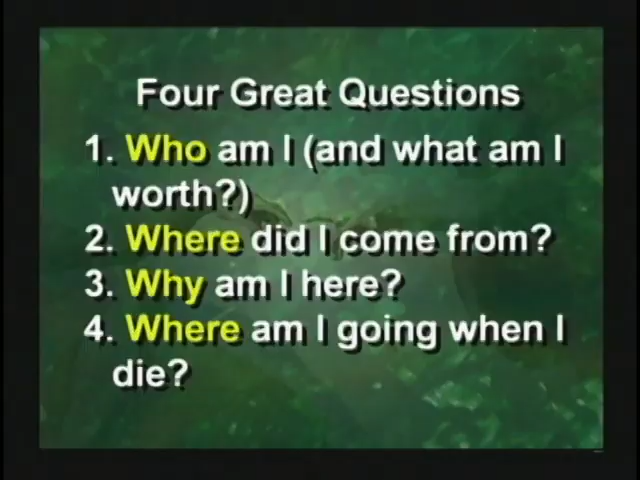 Four Great Questions
1. Who am I (and what am I
worth?)
2. Where did I come from?
3. Why am I here?
4. Where am I going when I
die?